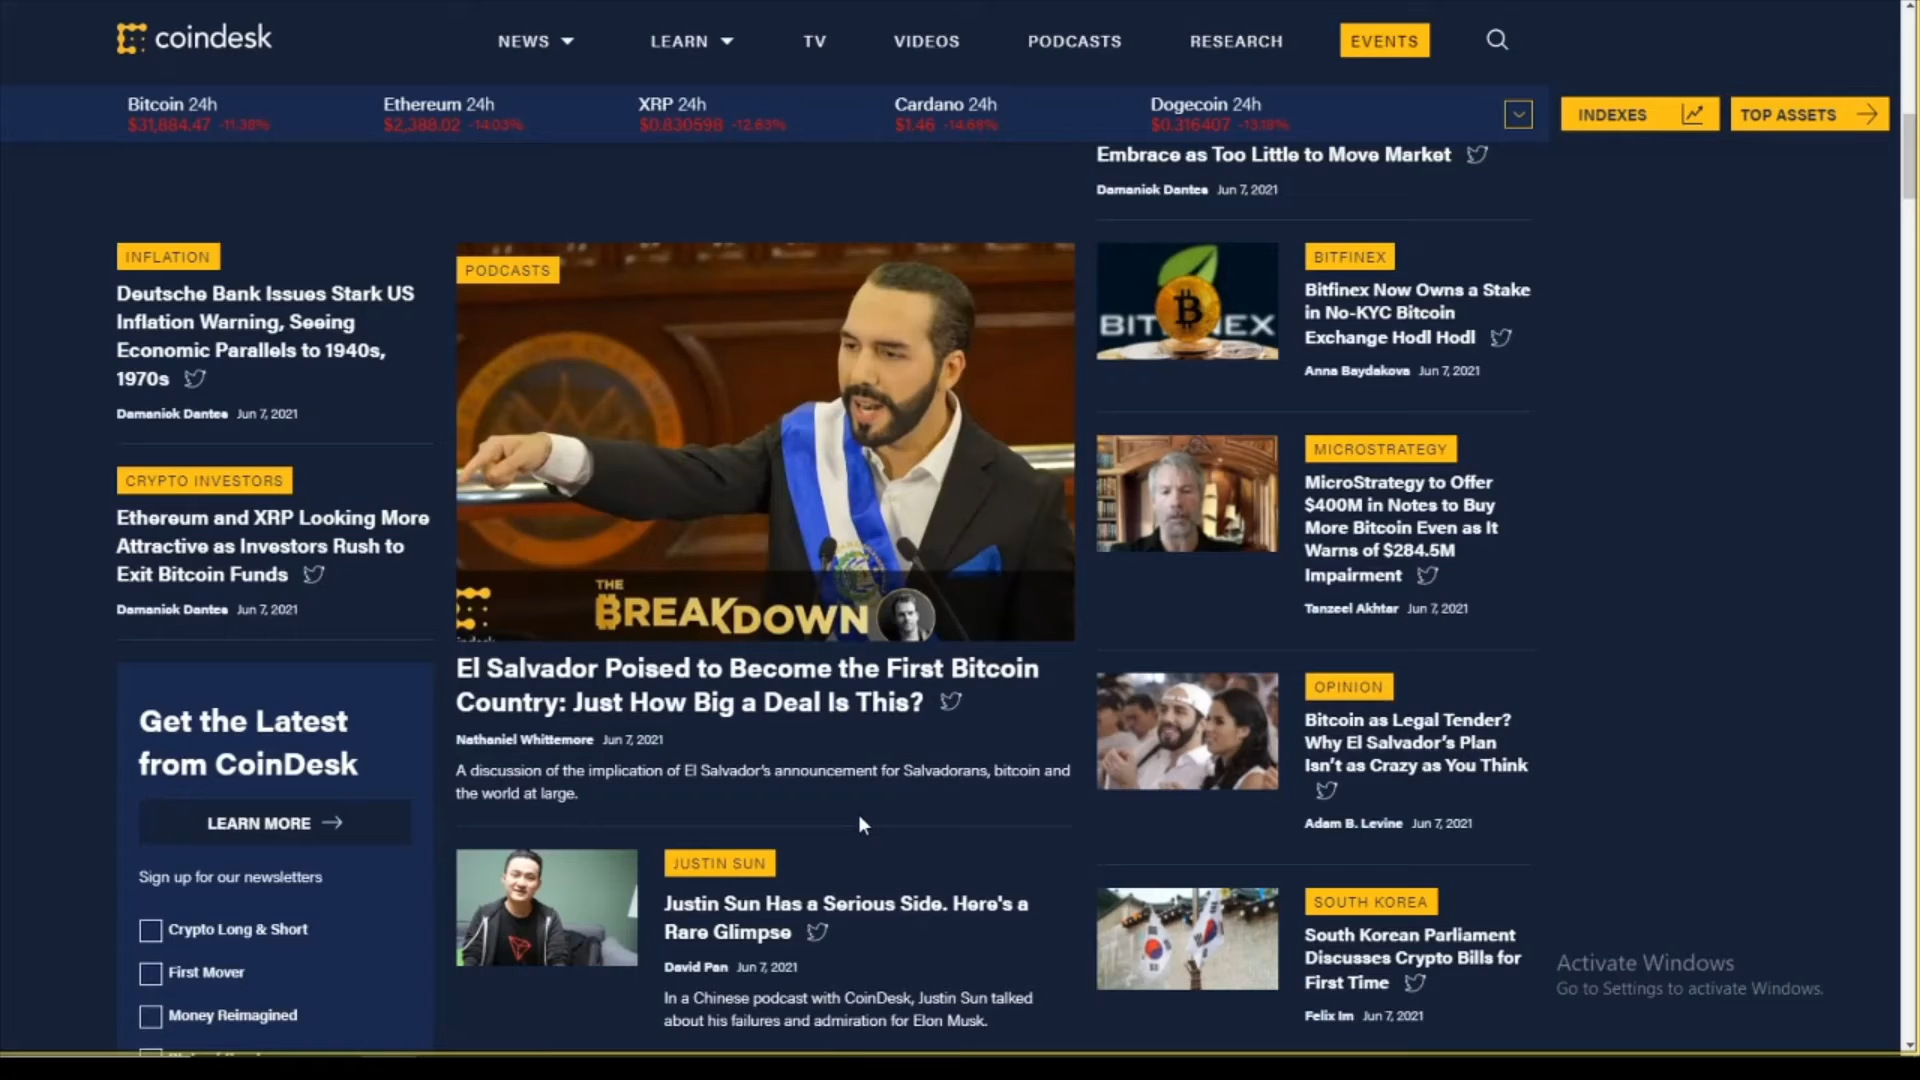 coindesk
NEWS
LEARN
TV
VIDEOS
PODCASTS
RESEARCH
EVENTS
Bitcoin 24h
$31,884.47 -11.38%
Ethereum 24h
$2,388.02 -14.03%
XRP 24h
$0.830598 -12.63%
Cardano 24h
$1.46 -14.68%
Dogecoin 24h
$0.316407 -13.18%
INDEXES
TOP ASSETS
INFLATION
Deutsche Bank Issues Stark US
Inflation Warning, Seeing
Economic Parallels to 1940s,
1970s
Damanick Dantes Jun 7, 2021
CRYPTO INVESTORS
Ethereum and XRP Looking More
Attractive as Investors Rush to
Exit Bitcoin Funds
Damanick Dantes Jun 7, 2021
Get the Latest
from CoinDesk
LEARN MORE
Sign up for our newsletters
Crypto Long & Short
First Mover
Money Reimagined
PODCASTS
THE
BREAKDOWN
El Salvador Poised to Become the First Bitcoin
Country: Just How Big a Deal Is This?
Nathaniel Whittemore Jun 7, 2021
A discussion of the implication of El Salvador's announcement for Salvadorans, bitcoin and
the world at large.
JUSTIN SUN
Justin Sun Has a Serious Side. Here's a
Rare Glimpse
David Pan Jun 7, 2021
In a Chinese podcast with CoinDesk, Justin Sun talked
about his failures and admiration for Elon Musk.
Embrace as Too Little to Move Market
Damanick Dantes Jun 7, 2021
BITFINEX
Bitfinex Now Owns a Stake
in No-KYC Bitcoin
Exchange Hodl Hodl
Anna Baydakova Jun 7, 2021
MICROSTRATEGY
MicroStrategy to Offer
$400M in Notes to Buy
More Bitcoin Even as It
Warns of $284.5M
Impairment
Tanzeel Akhtar Jun 7, 2021
OPINION
Bitcoin as Legal Tender?
Why El Salvador's Plan
Isn't as Crazy as You Think
Adam B. Levine Jun 7, 2021
SOUTH KOREA
South Korean Parliament
Discusses Crypto Bills for
First Time
Felix Im Jun 7, 2021
Activate Windows
Go to Settings to activate Windows.